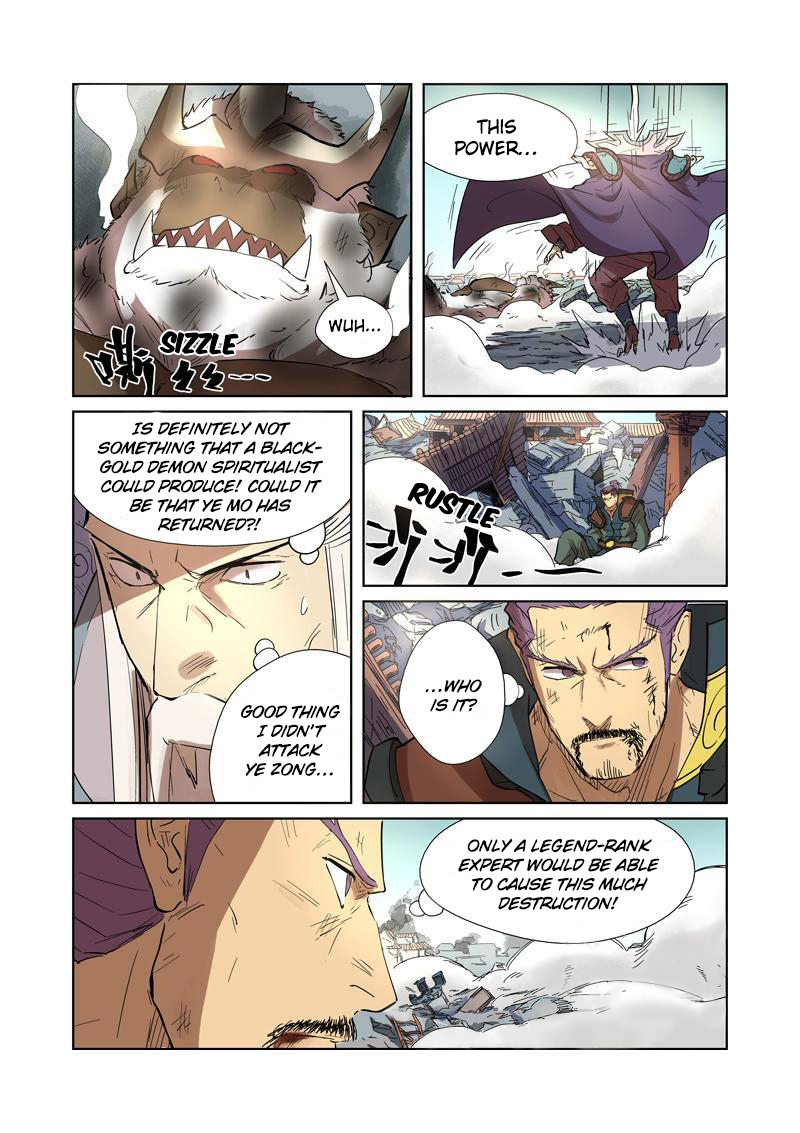 WUH...
SIZZLE
嘶
THIS
POWER...
IS DEFINITELY NOT
SOMETHING THAT A BLACK-
GOLD DEMON SPIRITUALIST
COULD PRODUCE! COULD IT
BE THAT YE MO HAS
RETURNED?!
GOOD THING
I DIDN'T
ATTACK
YE ZONG...
RUSTLE
...WHO
IS IT?
ONLY A LEGEND-RANK
EXPERT WOULD BE ABLE
TO CAUSE THIS MUCH
DESTRUCTION!